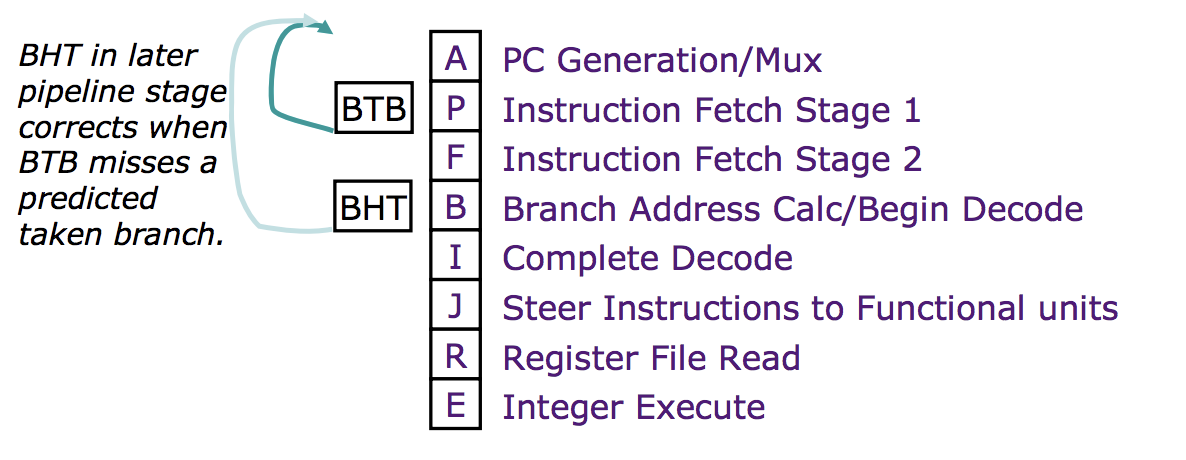 BHT in later
pipeline stage
corrects when
BTB misses a
predicted
taken branch.
BTB
BHT
A PC Generation/Mux
P Instruction Fetch Stage 1
F Instruction Fetch Stage 2
B Branch Address Calc/Begin Decode
I Complete Decode
J Steer Instructions to Functional units
R Register File Read
E Integer Execute